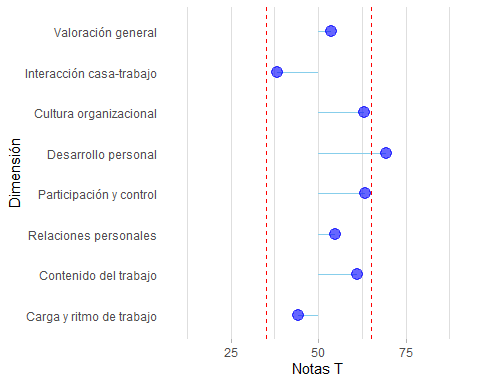 Valoración general
Interacción casa-trabajo
Cultura organizacional
Desarrollo personal
Participación y control
Relaciones personales
Contenido del trabajo
Carga y ritmo de trabajo
Dimensión
25 50 75
Notas T